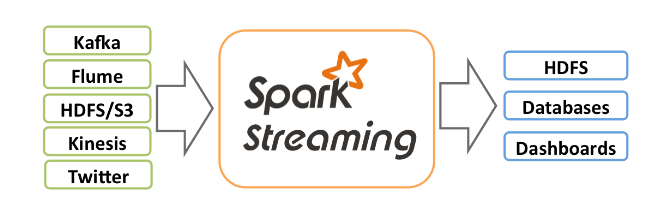 Kafka
Flume
HDFS/S3
Kinesis
Twitter
Spark
Streaming
HDFS
Databases
Dashboards